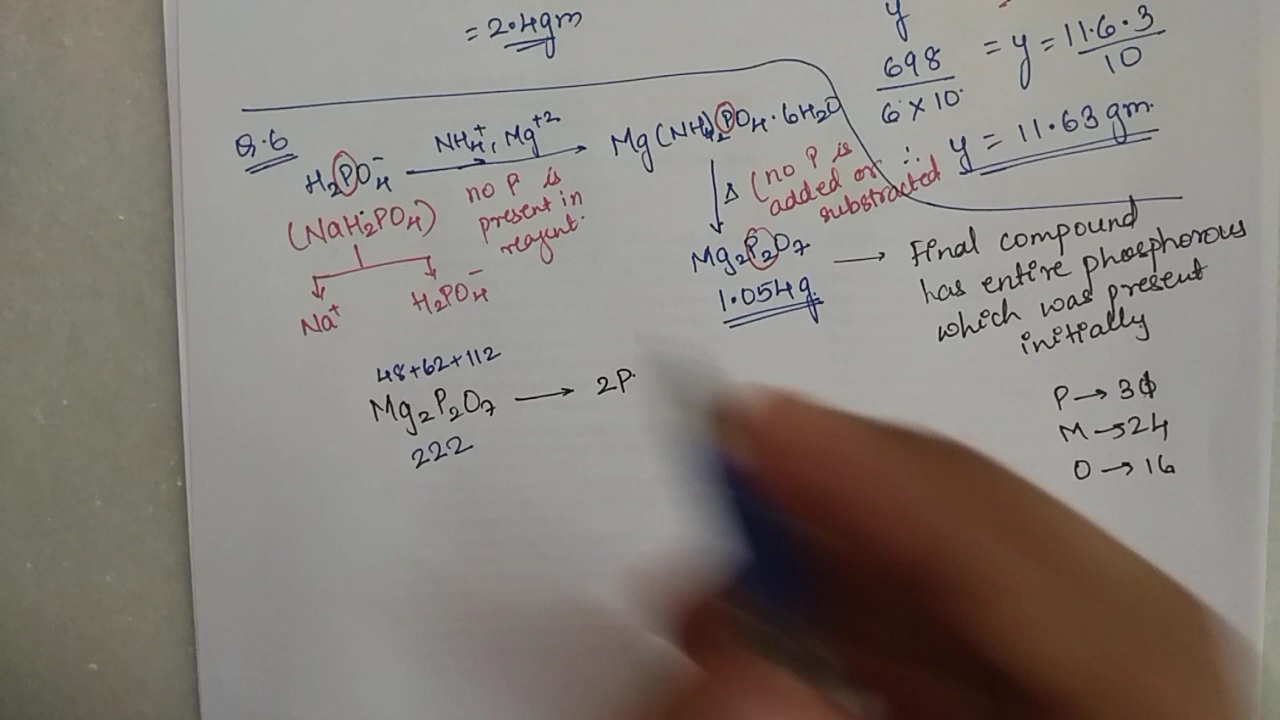 = 2.4gm
y
698
6 × 10
= y = 11.6.3
10
∴ y = 11.63 gm.
Q.6
H₂PO₄⁻
NH₄⁺, Mg⁺²
Mg(NH₄)₂PO₄.6H₂O
(NaH₂PO₄)
no P is
present in
reagent.
Na⁺
H₂PO₄⁻
Δ
(no P is
added or
substracted
Mg₂P₂O₇
1.054g.
Final compound
has entire phosphorous
which was present
initially
48+62+112
Mg₂P₂O₇ → 2P.
222
P → 31
M → 24
O → 16